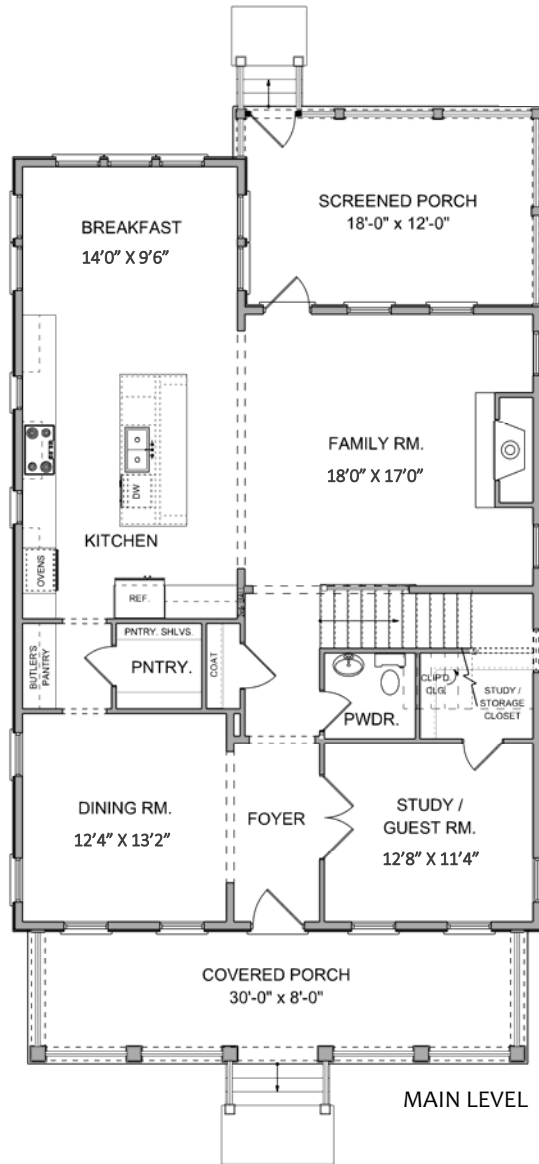 SCREENED PORCH
18'-0" x 12'-0"
BREAKFAST
14'0" X 9'6"
FAMILY RM.
18'0" X 17'0"
DW
KITCHEN
OVENS
REF.
BUTLER'S
PANTRY
PNTRY. SHLVS.
PNTRY.
COAT
PWDR.
CLIP'D
CLG.
STUDY /
STORAGE
CLOSET
DINING RM.
12'4" X 13'2"
FOYER
STUDY /
GUEST RM.
12'8" X 11'4"
COVERED PORCH
30'-0" x 8'-0"
MAIN LEVEL